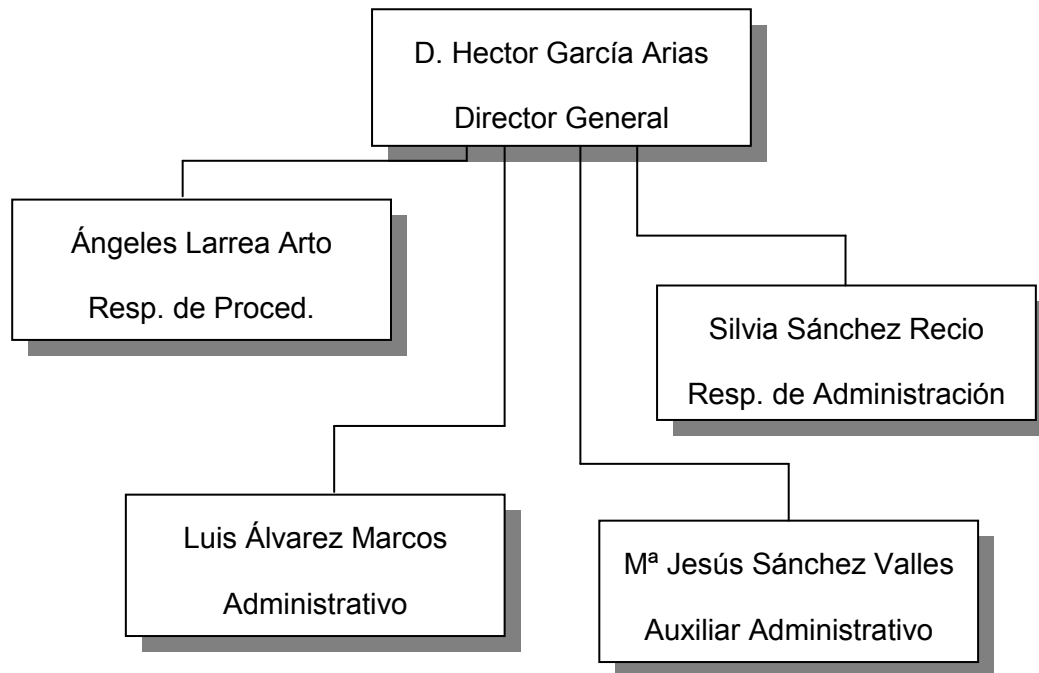 D. Hector García Arias
Director General
Ángeles Larrea Arto
Resp. de Proced.
Silvia Sánchez Recio
Resp. de Administración
Luis Álvarez Marcos
Administrativo
Mª Jesús Sánchez Valles
Auxiliar Administrativo